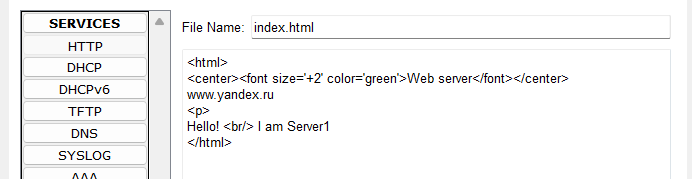 SERVICES
HTTP
DHCP
DHCPv6
TFTP
DNS
SYSLOG
AAA
File Name: index.html
<html>
<center><font size='+2' color='green'>Web server</font></center>
www.yandex.ru
<p>
Hello! <br/> I am Server1
</html>